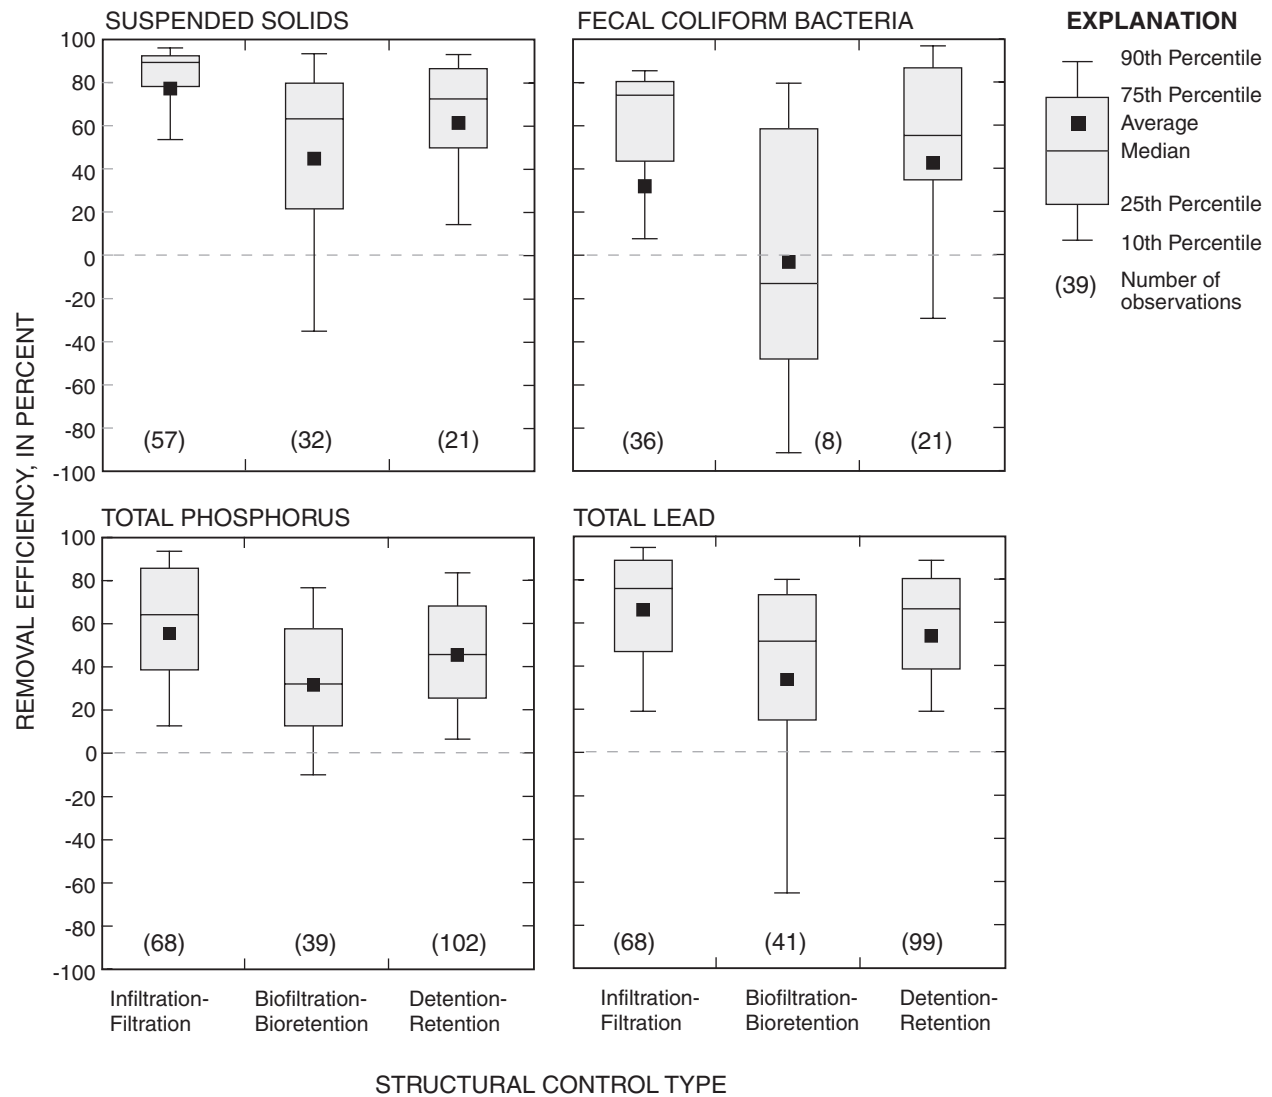 SUSPENDED SOLIDS
FECAL COLIFORM BACTERIA
EXPLANATION
100
80
60
40
20
0
-20
-40
-60
-80
-100
(57)
(32)
(21)
(36)
(8)
(21)
90th Percentile
75th Percentile
Average
Median
25th Percentile
10th Percentile
(39)
Number of
observations
REMOVAL EFFICIENCY, IN PERCENT
TOTAL PHOSPHORUS
TOTAL LEAD
100
80
60
40
20
0
-20
-40
-60
-80
-100
(68)
(39)
(102)
(68)
(41)
(99)
Infiltration-
Filtration
Biofiltration-
Bioretention
Detention-
Retention
Infiltration-
Filtration
Biofiltration-
Bioretention
Detention-
Retention
STRUCTURAL CONTROL TYPE